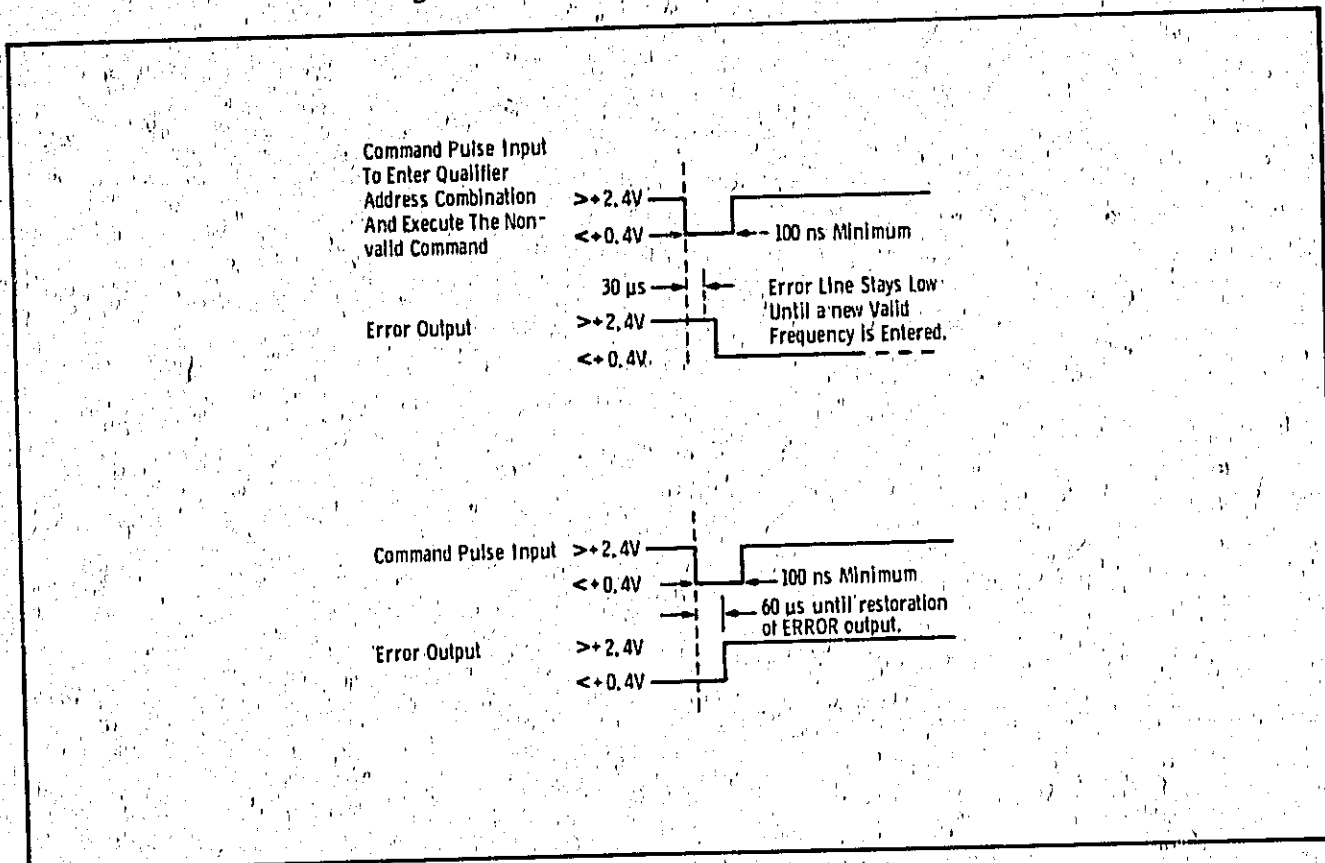 Command Pulse Input
To Enter Qualifier
Address Combination
And Execute The Non-
valid Command
>+2.4V
<+0.4V
100 ns Minimum
30 µs
Error Line Stays Low
Until a new Valid
Frequency is Entered.
Error Output
>+2.4V
<+0.4V
Command Pulse Input
>+2.4V
<+0.4V
100 ns Minimum
60 µs until restoration
of ERROR output.
Error Output
>+2.4V
<+0.4V